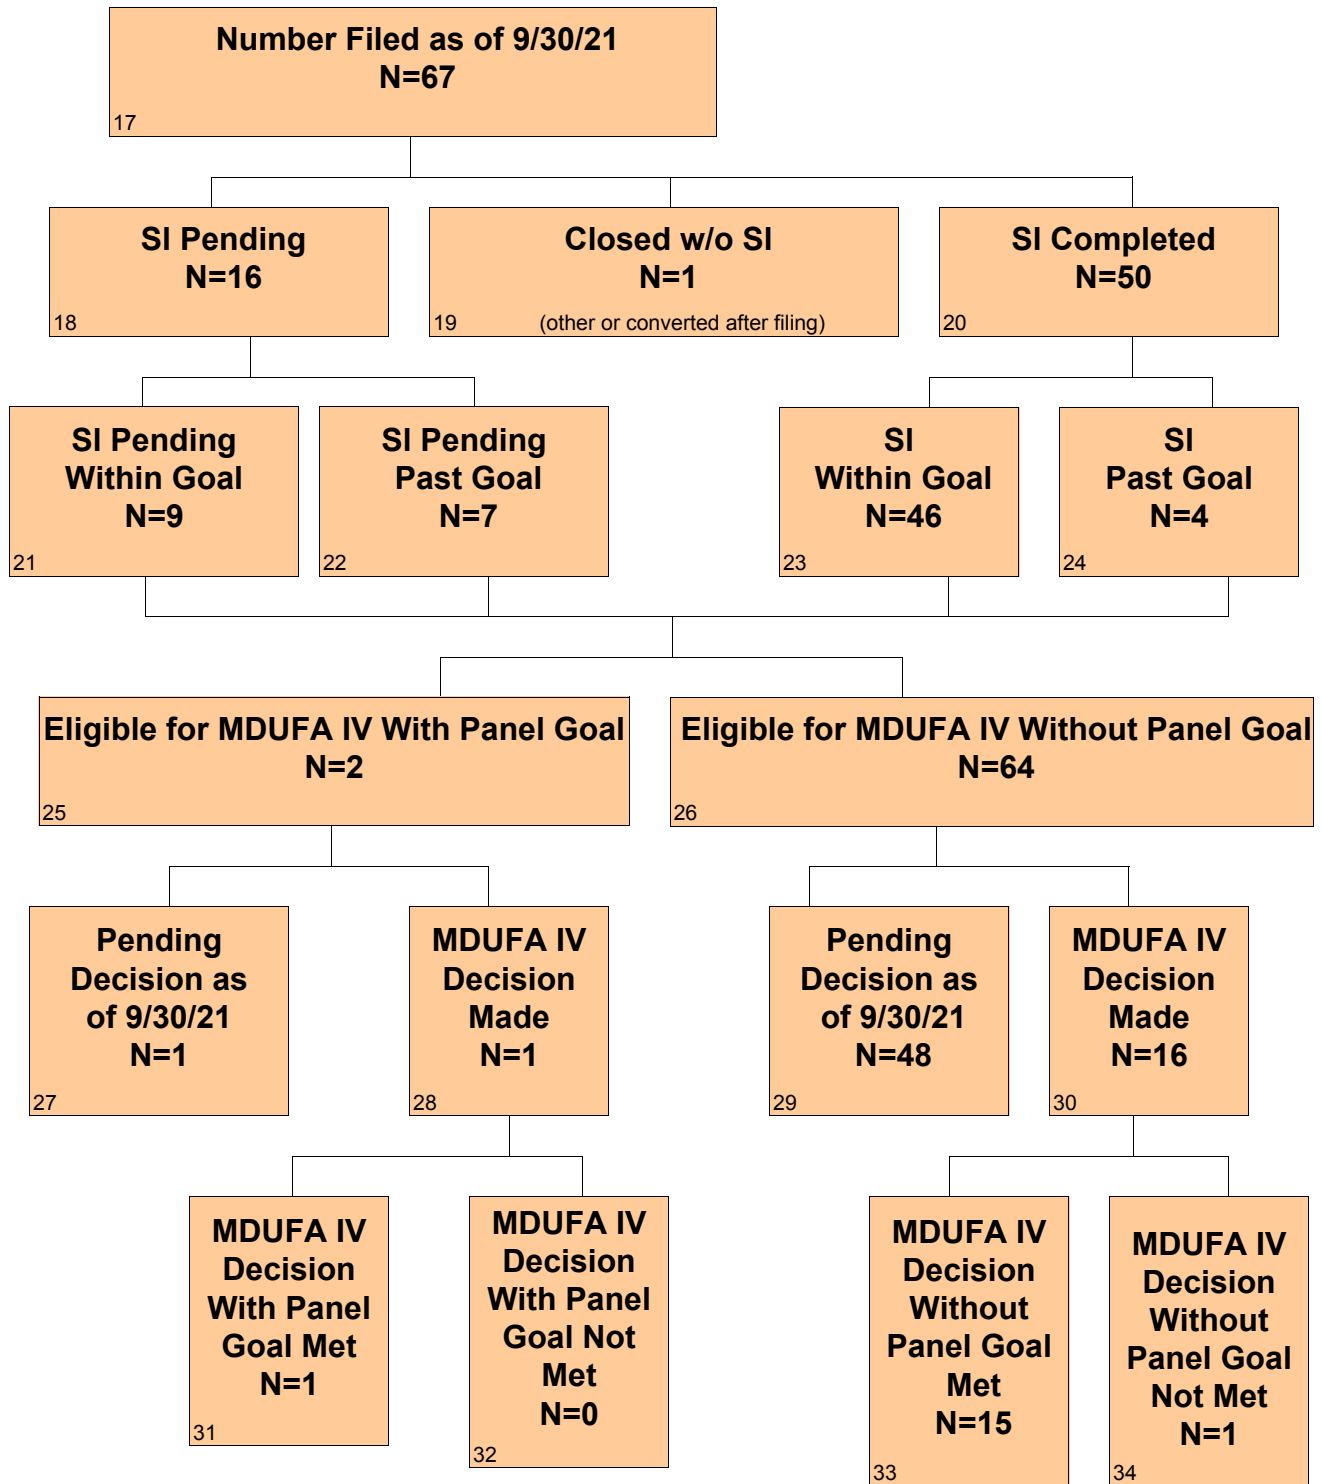 Number Filed as of 9/30/21
N=67
17
SI Pending
N=16
18
Closed w/o SI
N=1
19 (other or converted after filing)
SI Completed
N=50
20
SI Pending
Within Goal
N=9
21
SI Pending
Past Goal
N=7
22
SI
Within Goal
N=46
23
SI
Past Goal
N=4
24
Eligible for MDUFA IV With Panel Goal
N=2
25
Eligible for MDUFA IV Without Panel Goal
N=64
26
Pending
Decision as
of 9/30/21
N=1
27
MDUFA IV
Decision
Made
N=1
28
Pending
Decision as
of 9/30/21
N=48
29
MDUFA IV
Decision
Made
N=16
30
MDUFA IV
Decision
With Panel
Goal Met
N=1
31
MDUFA IV
Decision
With Panel
Goal Not
Met
N=0
32
MDUFA IV
Decision
Without
Panel Goal
Met
N=15
33
MDUFA IV
Decision
Without
Panel Goal
Not Met
N=1
34